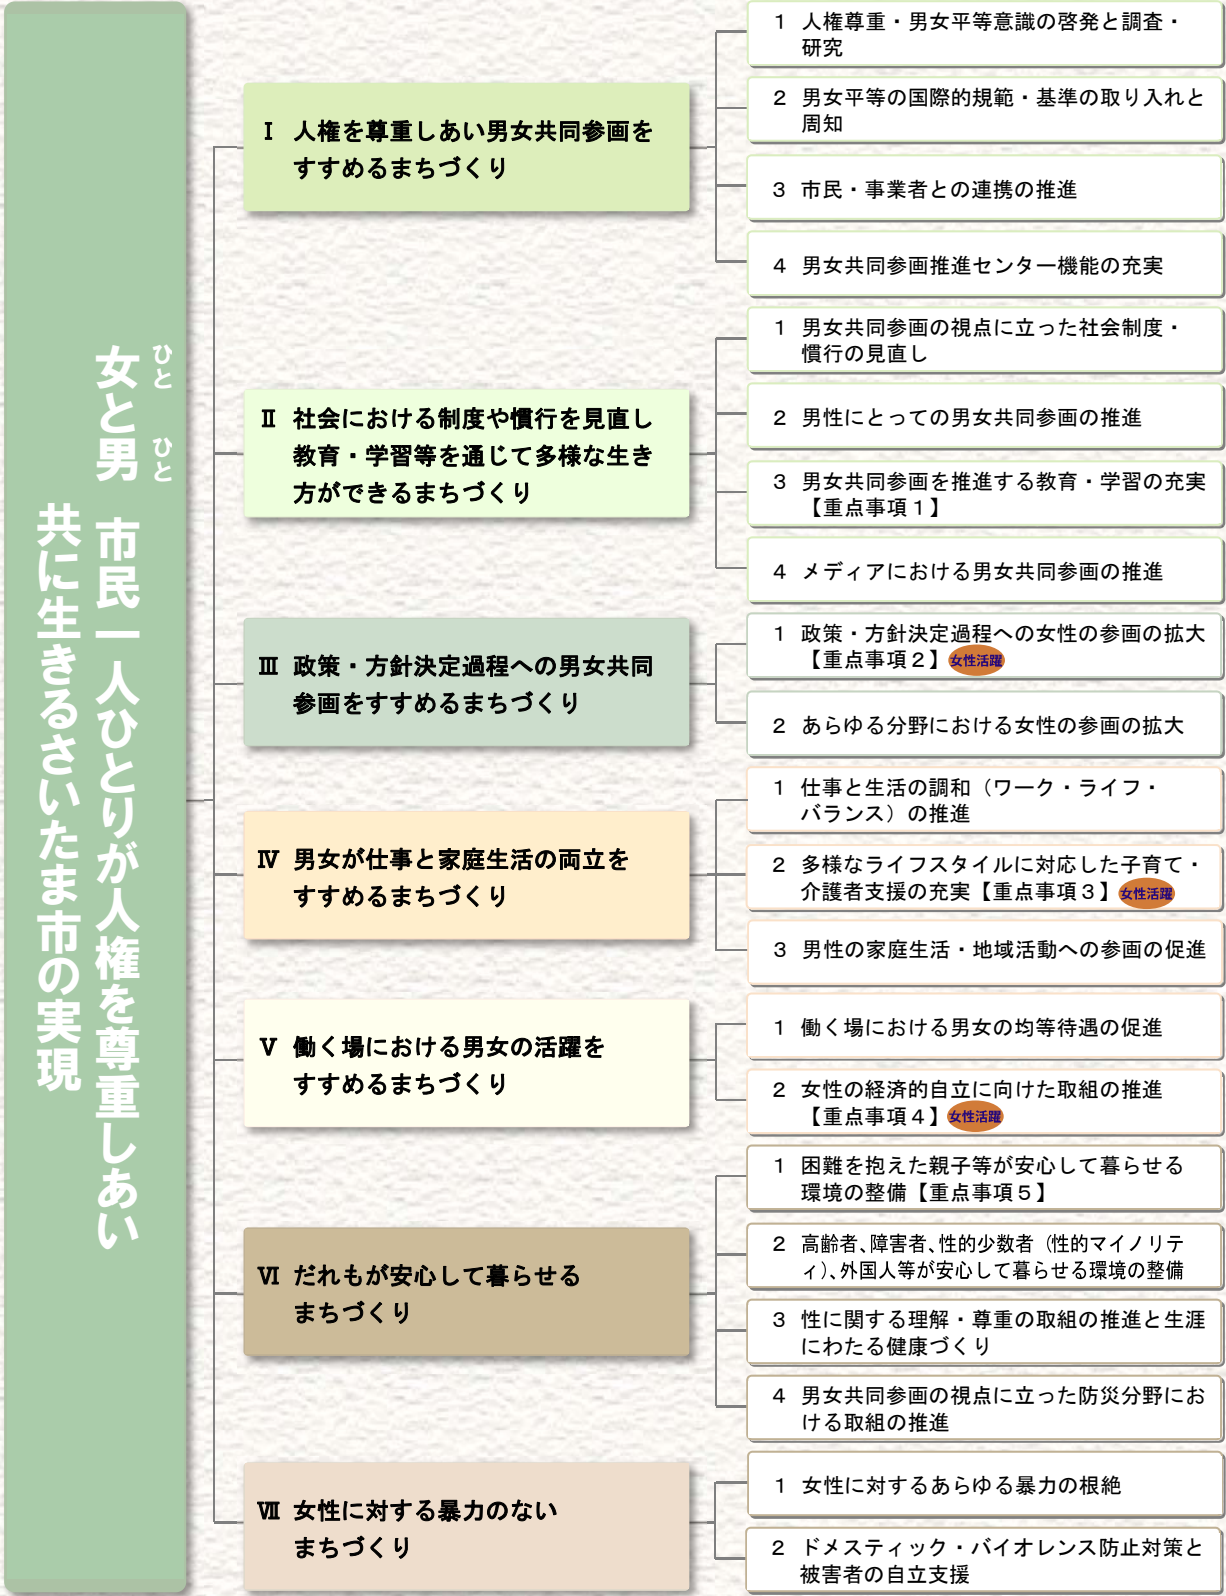 女と男　市民一人ひとりが人権を尊重しあい
ひと　ひと
共に生きるさいたま市の実現
Ⅰ 人権を尊重しあい男女共同参画を
すすめるまちづくり
1 人権尊重・男女平等意識の啓発と調査・
研究
2 男女平等の国際的規範・基準の取り入れと
周知
3 市民・事業者との連携の推進
4 男女共同参画推進センター機能の充実
Ⅱ 社会における制度や慣行を見直し
教育・学習等を通じて多様な生き
方ができるまちづくり
1 男女共同参画の視点に立った社会制度・
慣行の見直し
2 男性にとっての男女共同参画の推進
3 男女共同参画を推進する教育・学習の充実
【重点事項１】
4 メディアにおける男女共同参画の推進
Ⅲ 政策・方針決定過程への男女共同
参画をすすめるまちづくり
1 政策・方針決定過程への女性の参画の拡大
【重点事項２】 女性活躍
2 あらゆる分野における女性の参画の拡大
Ⅳ 男女が仕事と家庭生活の両立を
すすめるまちづくり
1 仕事と生活の調和（ワーク・ライフ・
バランス）の推進
2 多様なライフスタイルに対応した子育て・
介護者支援の充実【重点事項３】 女性活躍
3 男性の家庭生活・地域活動への参画の促進
Ⅴ 働く場における男女の活躍を
すすめるまちづくり
1 働く場における男女の均等待遇の促進
2 女性の経済的自立に向けた取組の推進
【重点事項４】 女性活躍
Ⅵ だれもが安心して暮らせる
まちづくり
1 困難を抱えた親子等が安心して暮らせる
環境の整備【重点事項５】
2 高齢者、障害者、性的少数者（性的マイノリテ
ィ）、外国人等が安心して暮らせる環境の整備
3 性に関する理解・尊重の取組の推進と生涯
にわたる健康づくり
4 男女共同参画の視点に立った防災分野にお
ける取組の推進
Ⅶ 女性に対する暴力のない
まちづくり
1 女性に対するあらゆる暴力の根絶
2 ドメスティック・バイオレンス防止対策と
被害者の自立支援